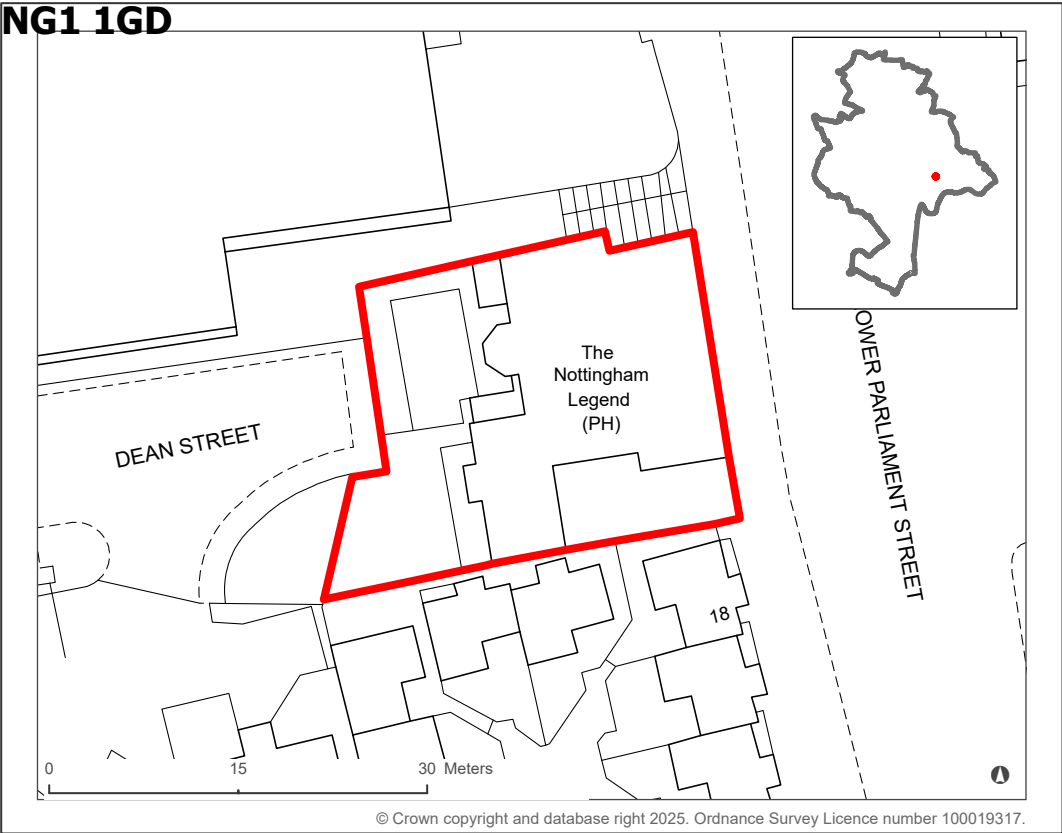 NG1 1GD
The
Nottingham
Legend
(PH)
OWER PARLIAMENT STREET
DEAN STREET
18
0 15 30 Meters
© Crown copyright and database right 2025. Ordnance Survey Licence number 100019317.